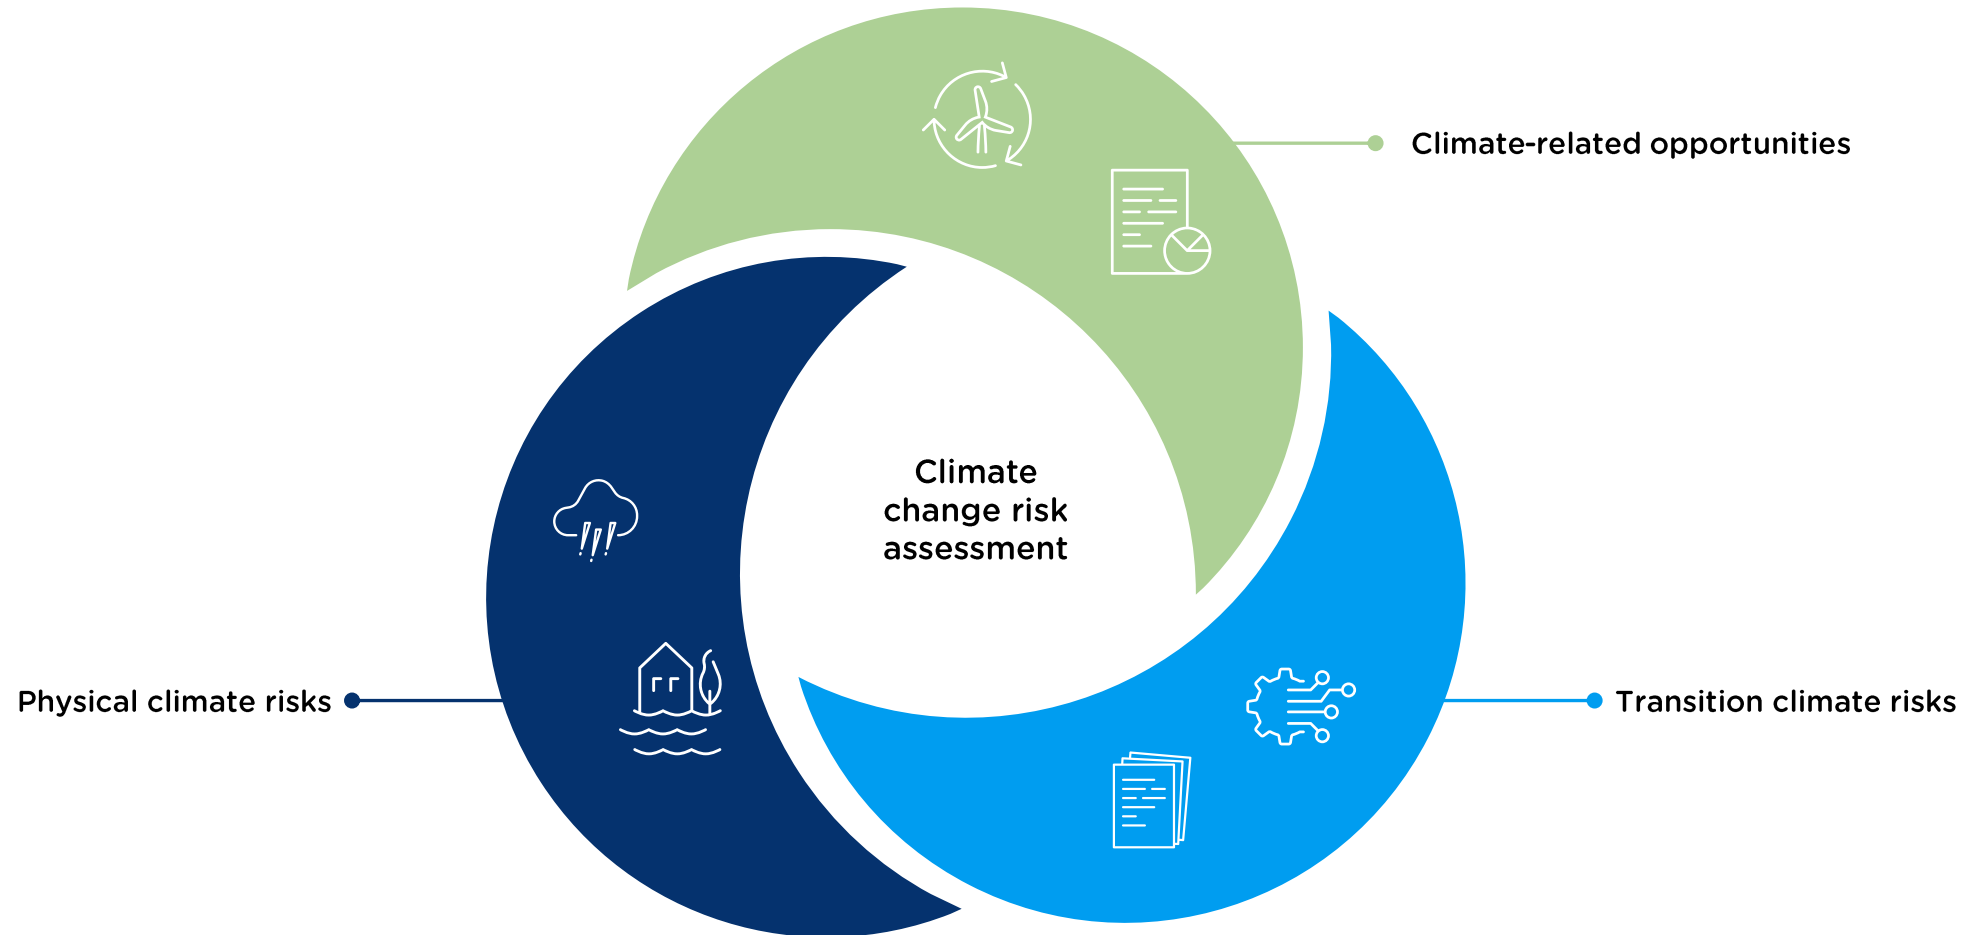 Climate-related opportunities
Climate
change risk
assessment
Physical climate risks
Transition climate risks